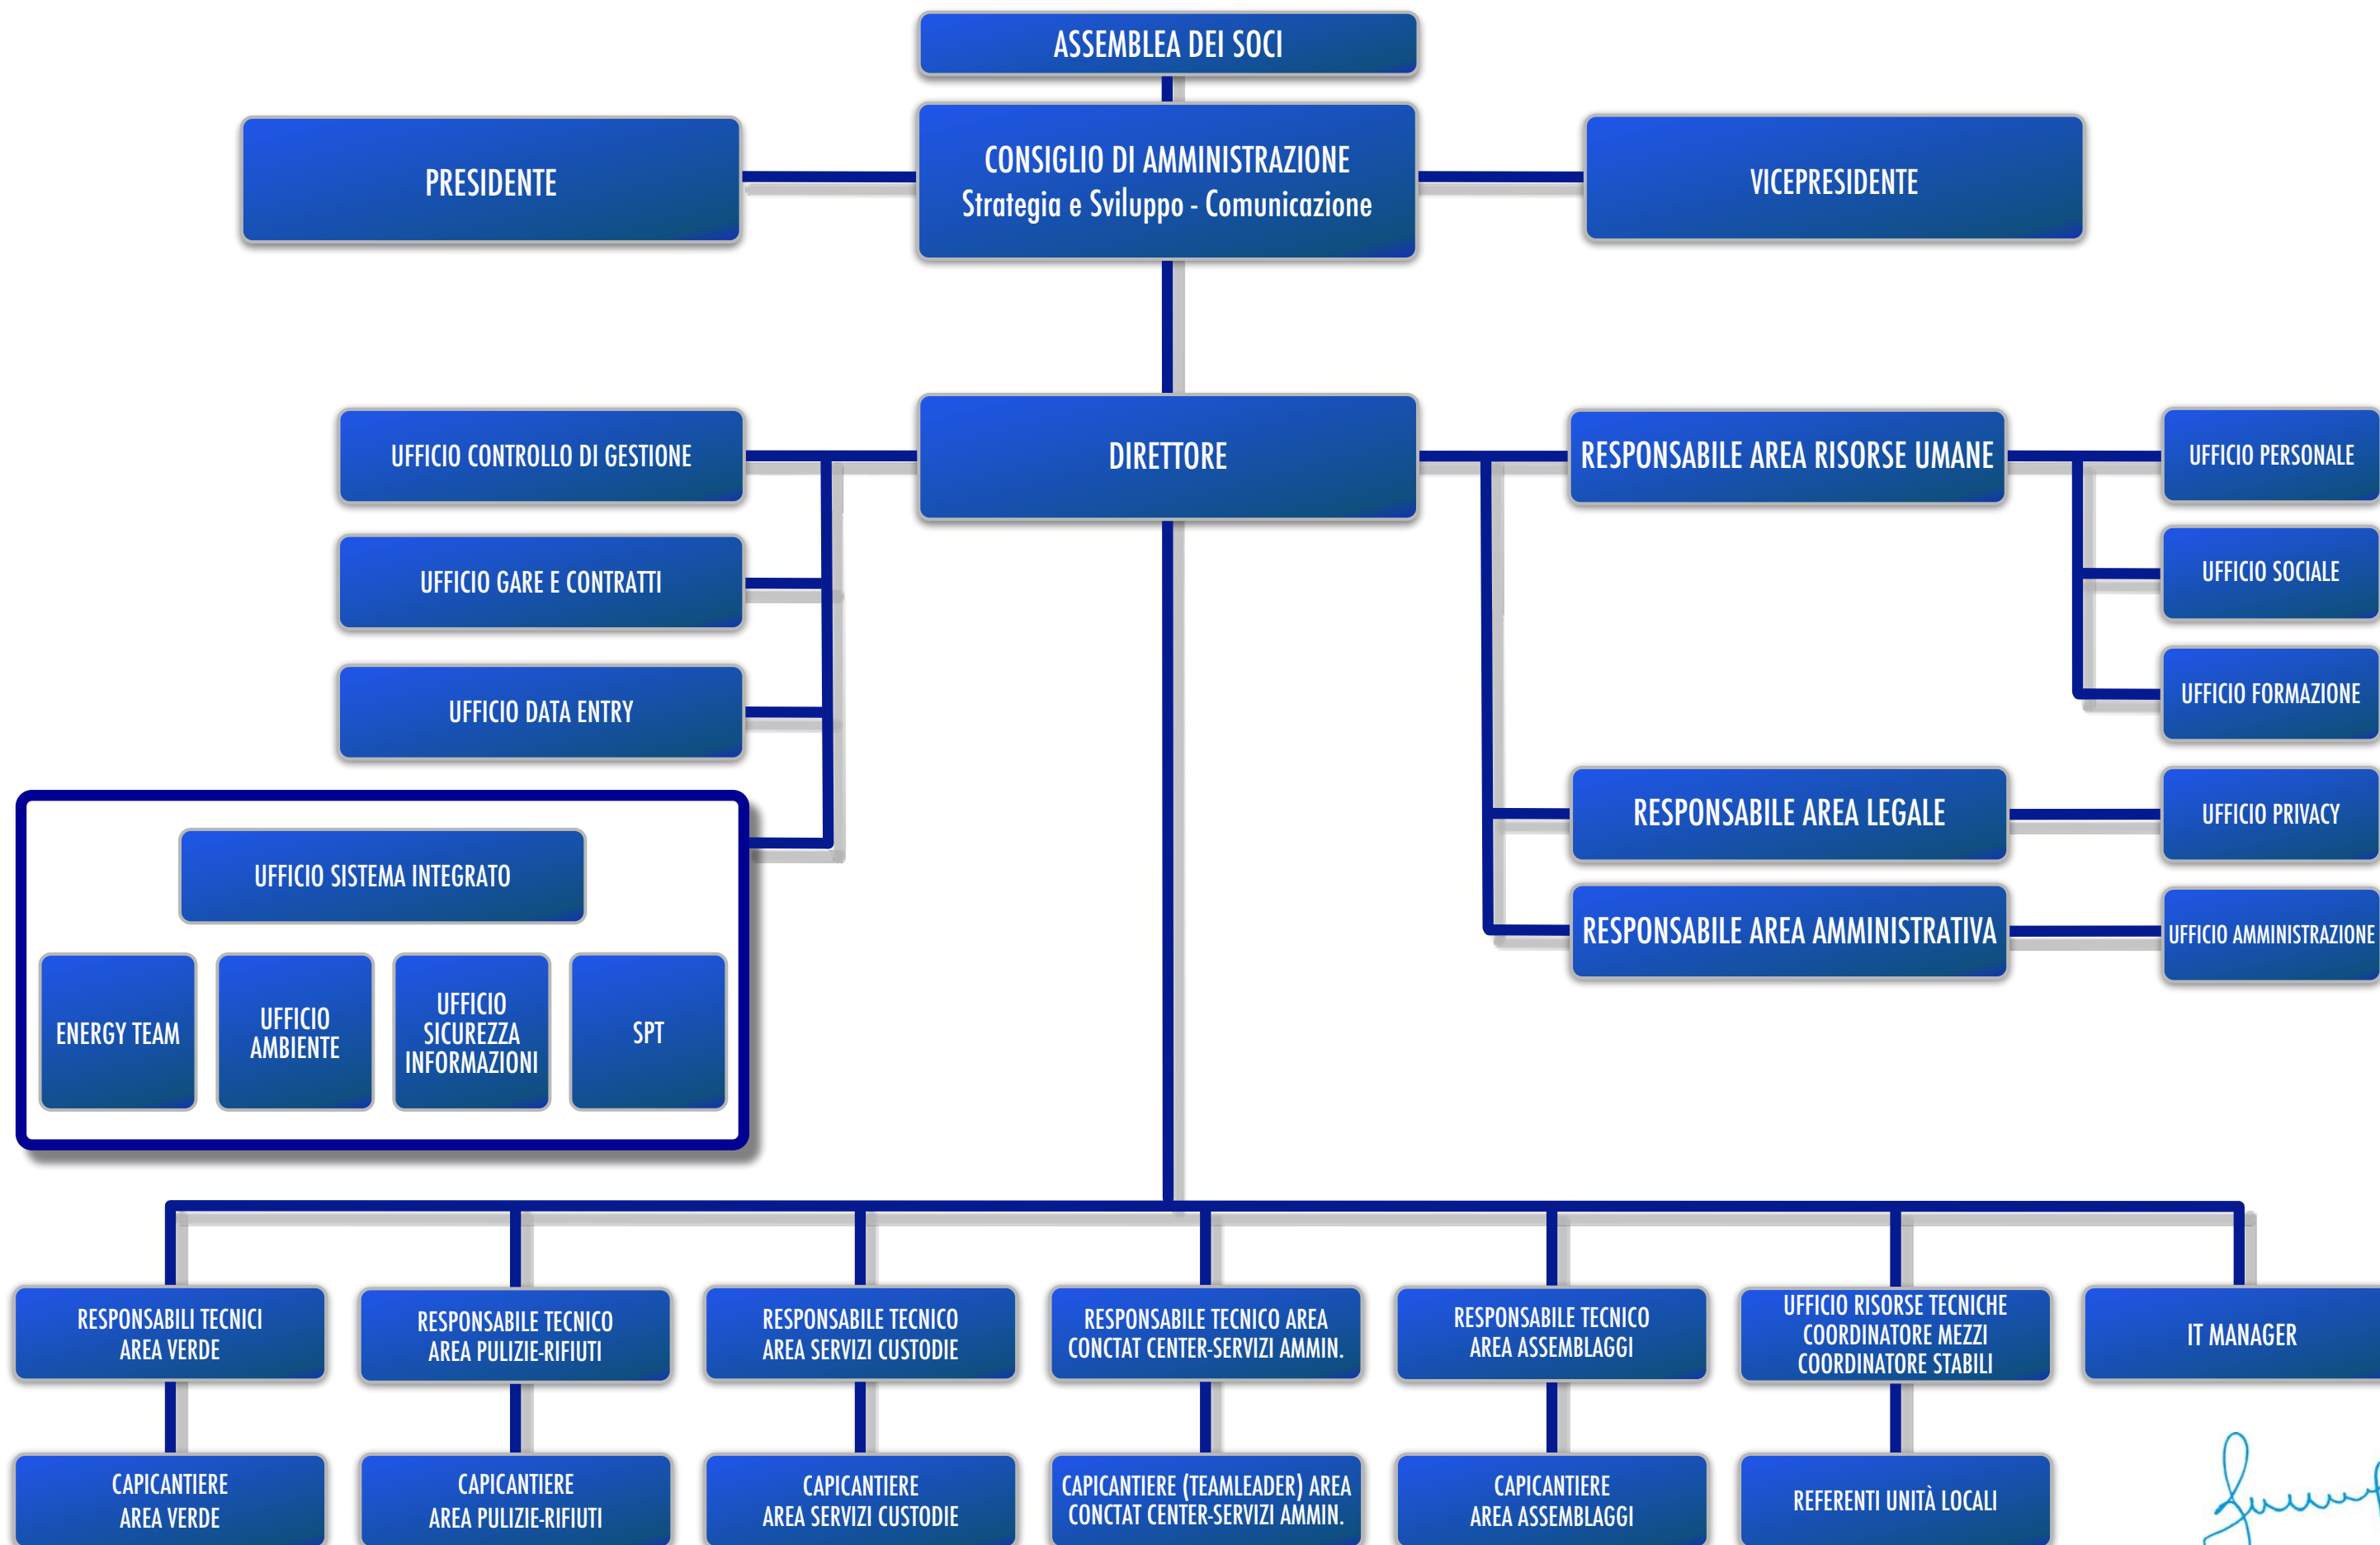 ASSEMBLEA DEI SOCI
PRESIDENTE
CONSIGLIO DI AMMINISTRAZIONE
Strategia e Sviluppo - Comunicazione
VICEPRESIDENTE
UFFICIO CONTROLLO DI GESTIONE
DIRETTORE
RESPONSABILE AREA RISORSE UMANE
UFFICIO PERSONALE
UFFICIO GARE E CONTRATTI
UFFICIO SOCIALE
UFFICIO DATA ENTRY
UFFICIO FORMAZIONE
RESPONSABILE AREA LEGALE
UFFICIO PRIVACY
UFFICIO SISTEMA INTEGRATO
RESPONSABILE AREA AMMINISTRATIVA
UFFICIO AMMINISTRAZIONE
ENERGY TEAM
UFFICIO
AMBIENTE
UFFICIO
SICUREZZA
INFORMAZIONI
SPT
RESPONSABILI TECNICI
AREA VERDE
RESPONSABILE TECNICO
AREA PULIZIE-RIFIUTI
RESPONSABILE TECNICO
AREA SERVIZI CUSTODIE
RESPONSABILE TECNICO AREA
CONCTAT CENTER-SERVIZI AMMIN.
RESPONSABILE TECNICO
AREA ASSEMBLAGGI
UFFICIO RISORSE TECNICHE
COORDINATORE MEZZI
COORDINATORE STABILI
IT MANAGER
CAPICANTIERE
AREA VERDE
CAPICANTIERE
AREA PULIZIE-RIFIUTI
CAPICANTIERE
AREA SERVIZI CUSTODIE
CAPICANTIERE (TEAMLEADER) AREA
CONCTAT CENTER-SERVIZI AMMIN.
CAPICANTIERE
AREA ASSEMBLAGGI
REFERENTI UNITÀ LOCALI